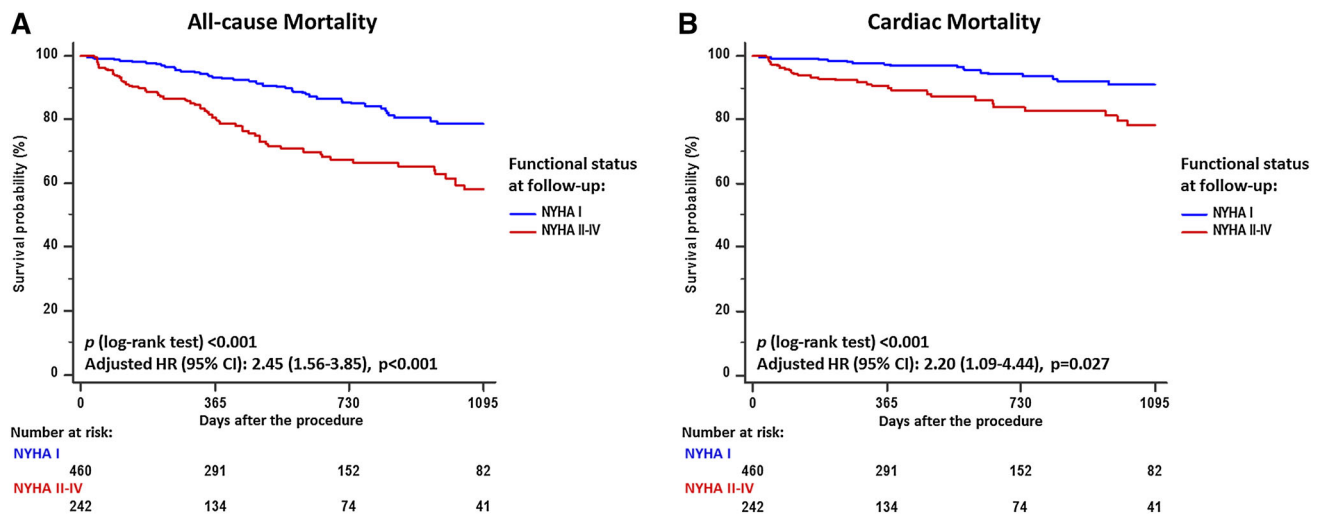 A
All-cause Mortality
Survival probability (%)
100
80
60
40
20
0
p (log-rank test) <0.001
Adjusted HR (95% CI): 2.45 (1.56-3.85), p<0.001
0 365 730 1095
Days after the procedure
Functional status
at follow-up:
NYHA I
NYHA II-IV
Number at risk:
NYHA I
460 291 152 82
NYHA II-IV
242 134 74 41
B
Cardiac Mortality
Survival probability (%)
100
80
60
40
20
0
p (log-rank test) <0.001
Adjusted HR (95% CI): 2.20 (1.09-4.44), p=0.027
0 365 730 1095
Days after the procedure
Functional status
at follow-up:
NYHA I
NYHA II-IV
Number at risk:
NYHA I
460 291 152 82
NYHA II-IV
242 134 74 41